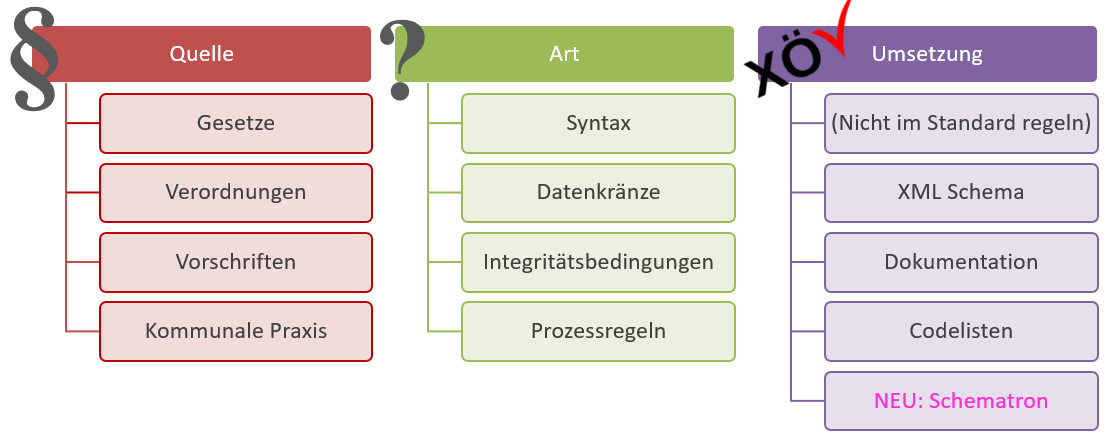 §
Quelle
Gesetze
Verordnungen
Vorschriften
Kommunale Praxis
?
Art
Syntax
Datenkränze
Integritätsbedingungen
Prozessregeln
XÖ
Umsetzung
(Nicht im Standard regeln)
XML Schema
Dokumentation
Codelisten
NEU: Schematron